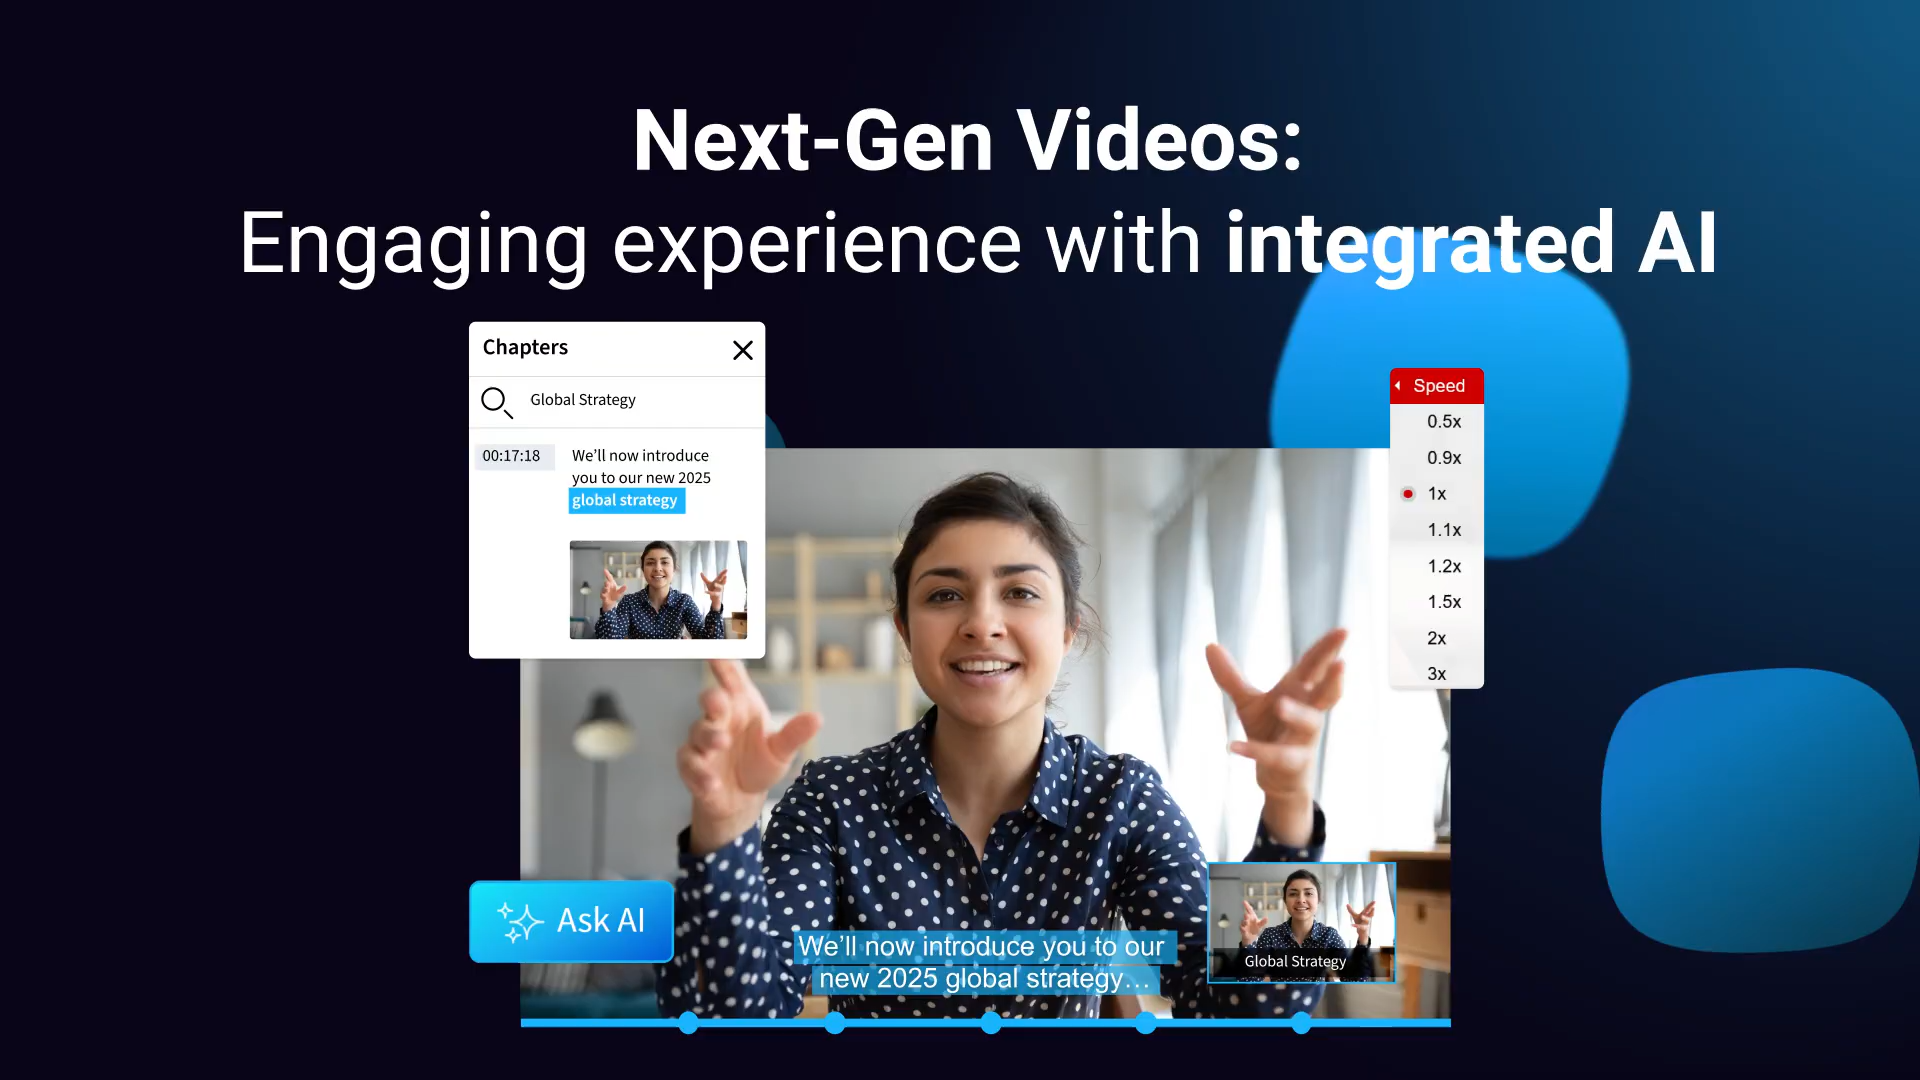 Next-Gen Videos:
Engaging experience with integrated AI
Chapters
Global Strategy
00:17:18
We’ll now introduce
you to our new 2025
global strategy
Speed
0.5x
0.9x
1x
1.1x
1.2x
1.5x
2x
3x
Ask AI
We’ll now introduce you to our
new 2025 global strategy…
Global Strategy